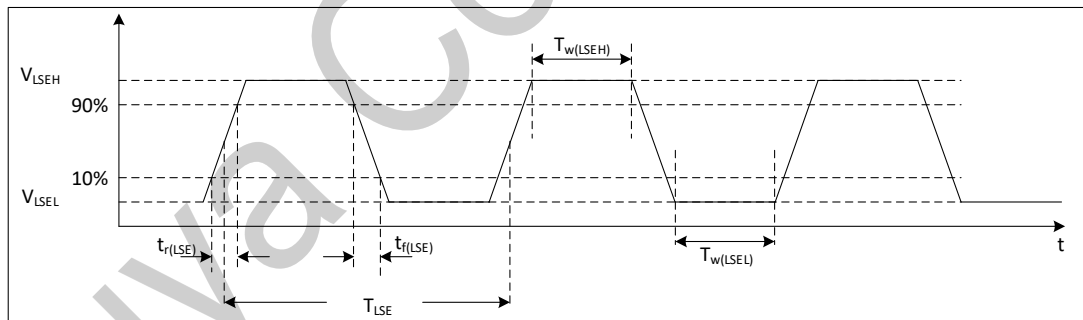 T_w(LSEH)
V_LSEH
90%
10%
V_LSEL
t
t_r(LSE)
t_f(LSE)
T_w(LSEL)
T_LSE